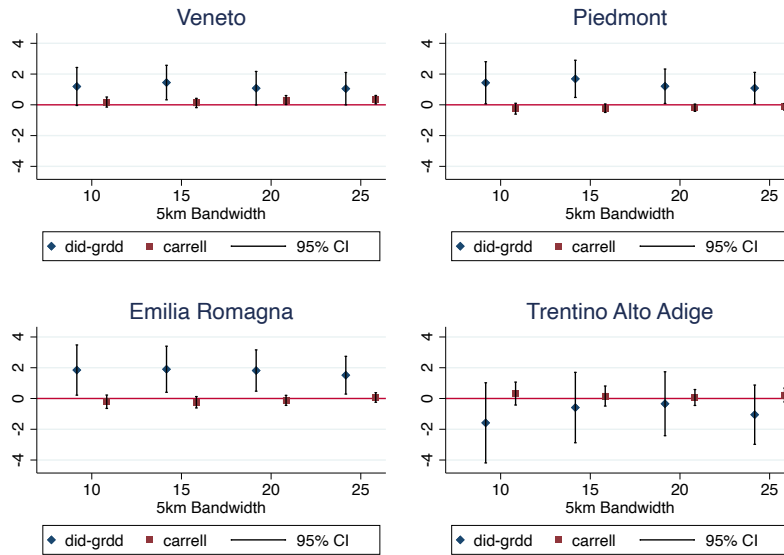 Veneto
4
2
0
-2
-4
10 15 20 25
5km Bandwidth
did-grdd carrell 95% CI
Piedmont
4
2
0
-2
-4
10 15 20 25
5km Bandwidth
did-grdd carrell 95% CI
Emilia Romagna
4
2
0
-2
-4
10 15 20 25
5km Bandwidth
did-grdd carrell 95% CI
Trentino Alto Adige
4
2
0
-2
-4
10 15 20 25
5km Bandwidth
did-grdd carrell 95% CI